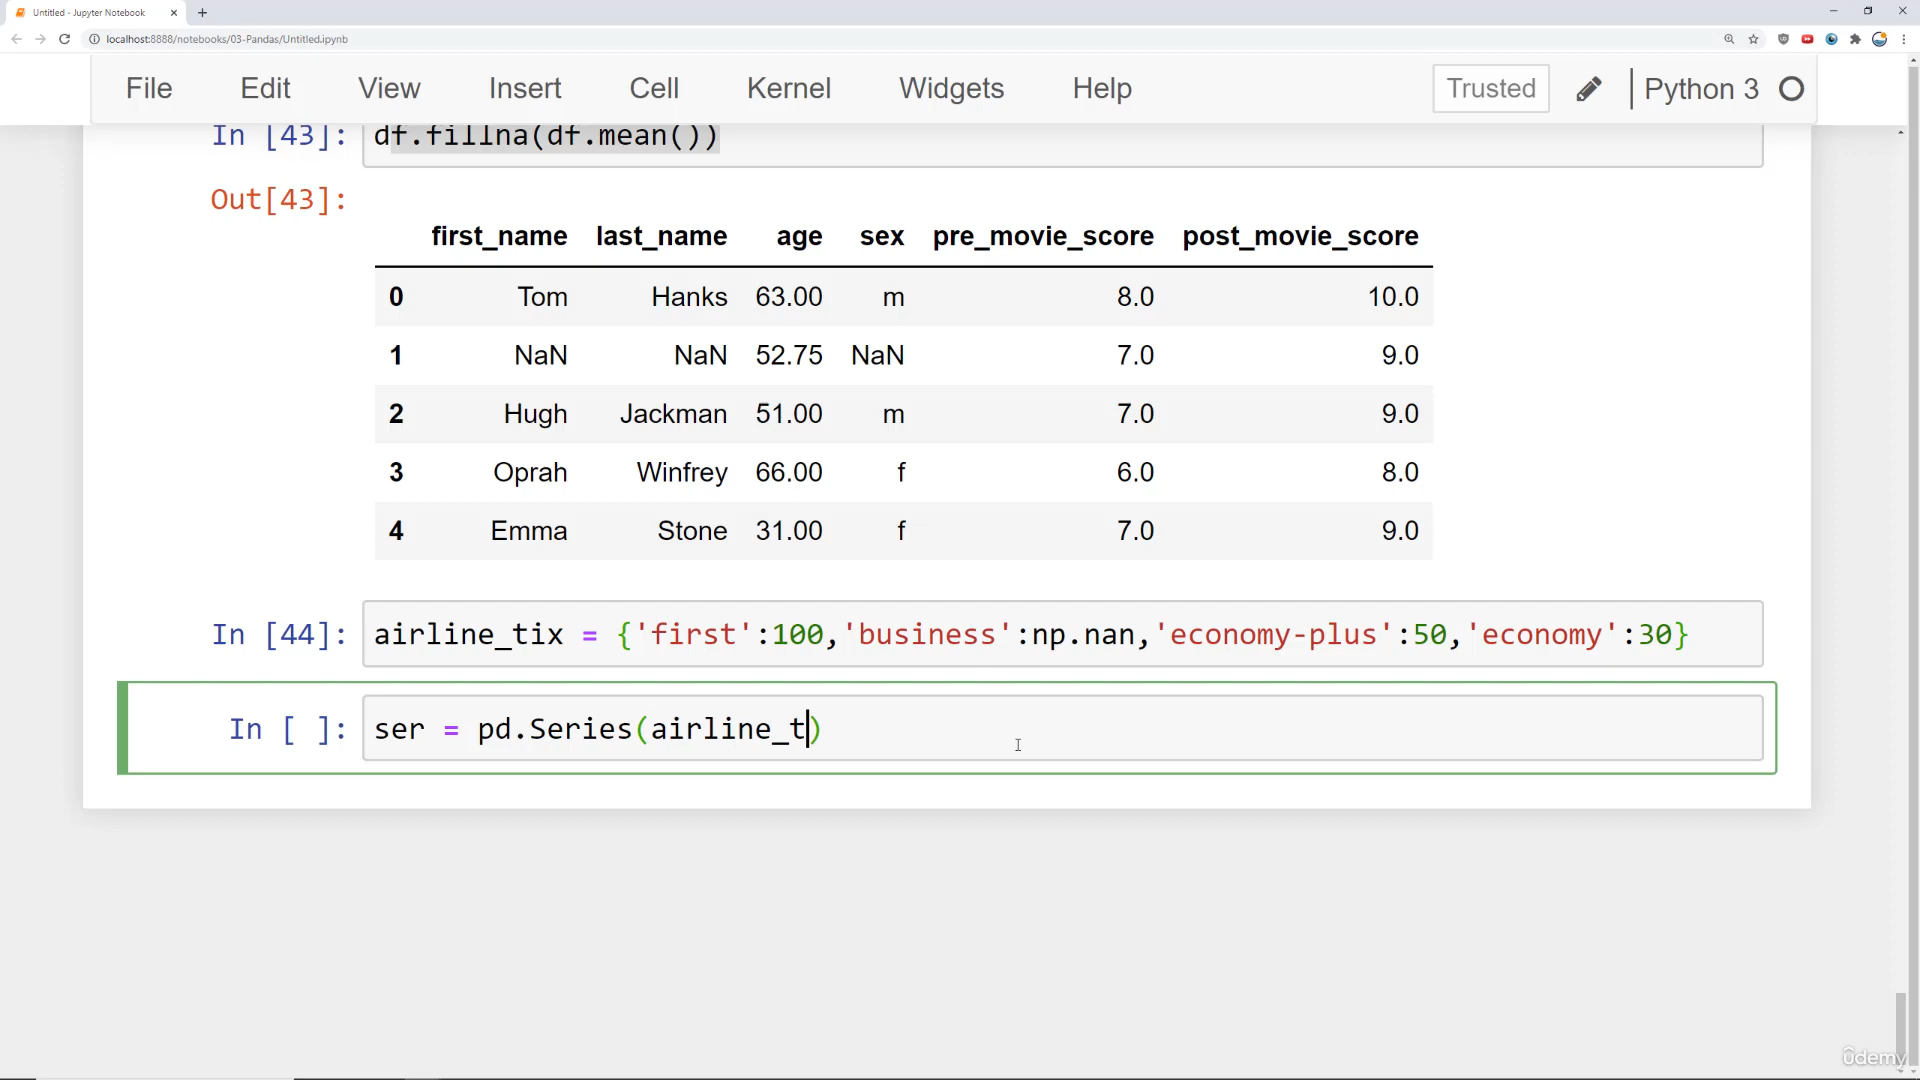 Untitled - Jupyter Notebook
localhost:8888/notebooks/03-Pandas/Untitled.ipynb
File Edit View Insert Cell Kernel Widgets Help Trusted Python 3
In [43]: df.fillna(df.mean())
Out[43]:
first_name last_name age sex pre_movie_score post_movie_score
0 Tom Hanks 63.00 m 8.0 10.0
1 NaN NaN 52.75 NaN 7.0 9.0
2 Hugh Jackman 51.00 m 7.0 9.0
3 Oprah Winfrey 66.00 f 6.0 8.0
4 Emma Stone 31.00 f 7.0 9.0
In [44]: airline_tix = {'first':100,'business':np.nan,'economy-plus':50,'economy':30}
In [ ]: ser = pd.Series(airline_t)
ûdemy